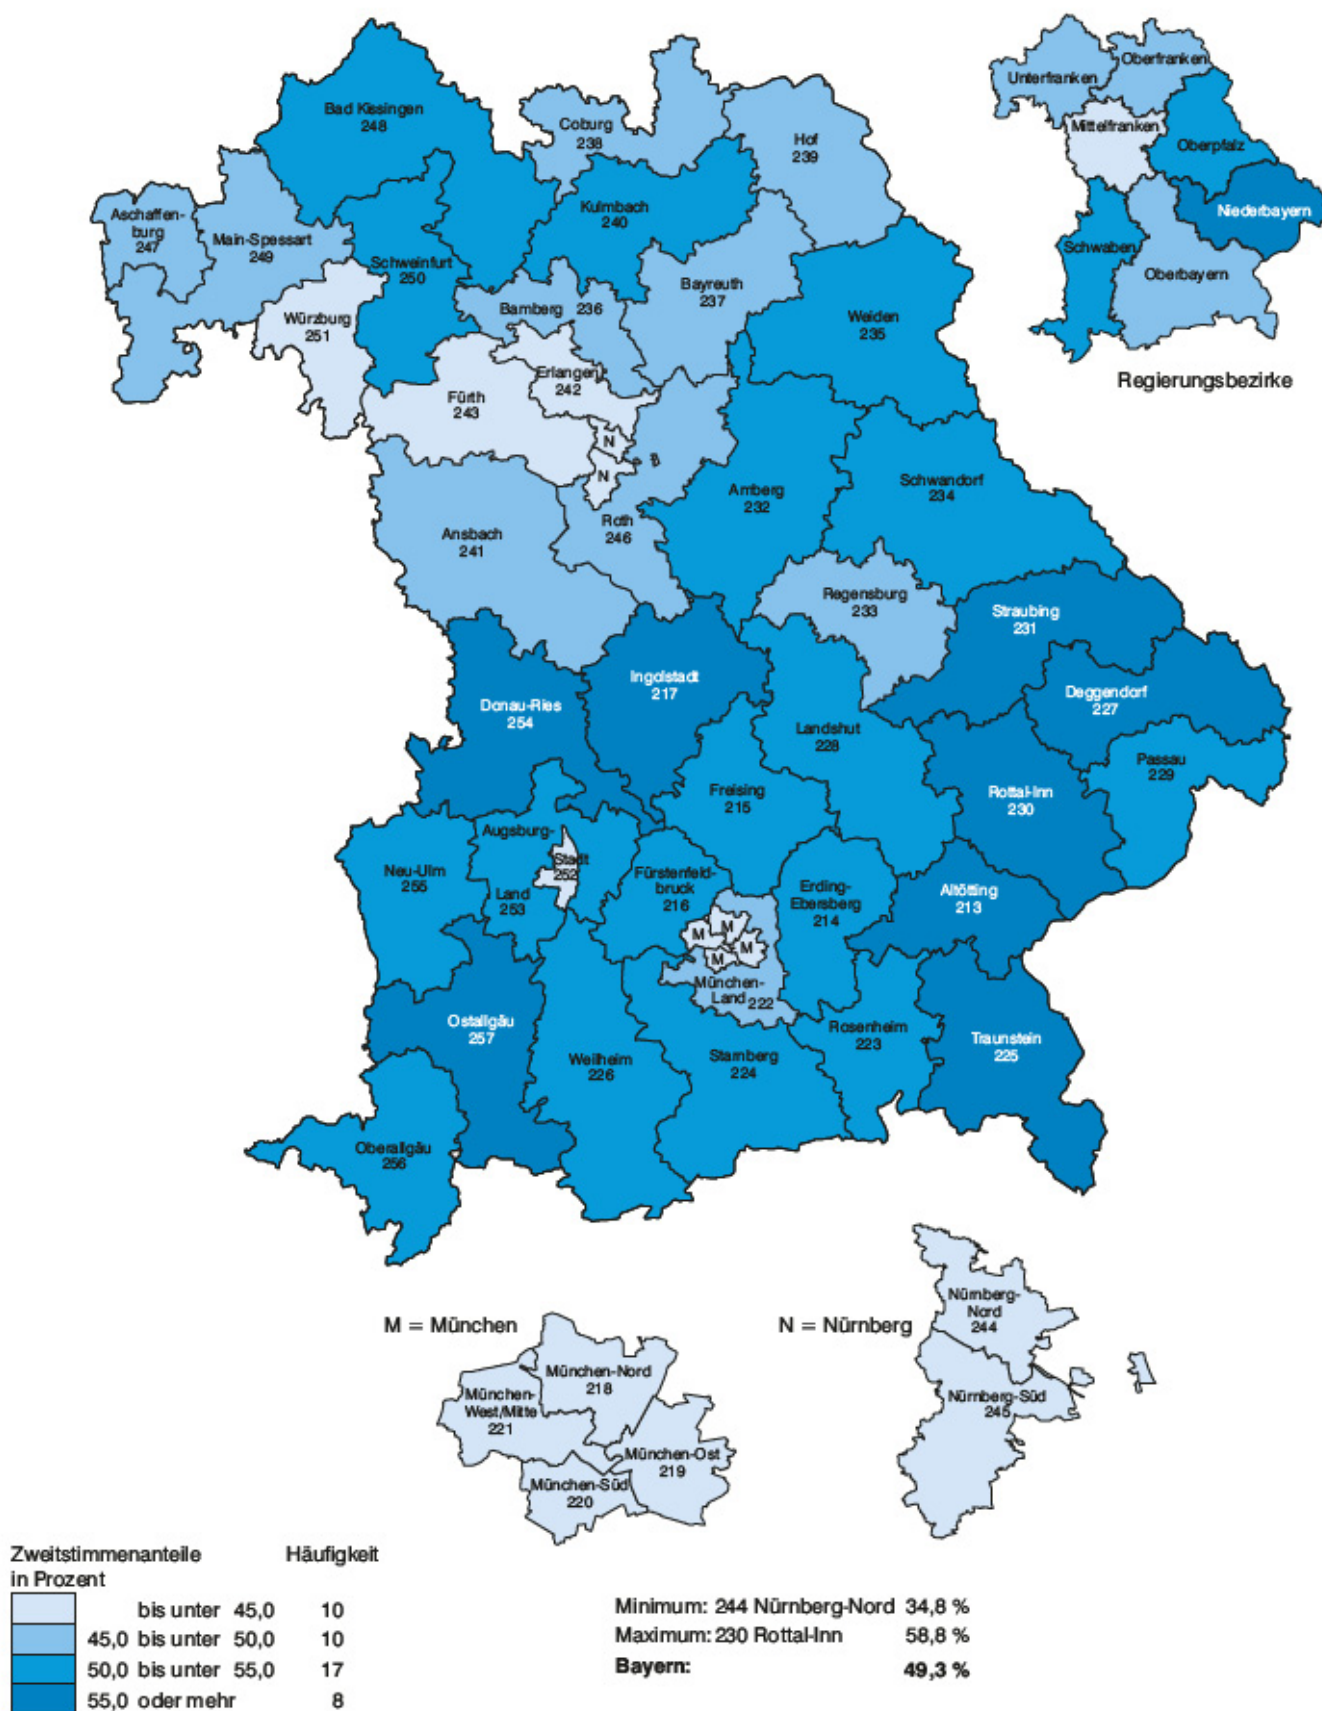 Bad Kissingen
248
Coburg
238
Hof
239
Unterfranken
Oberfranken
Mittelfranken
Oberpfalz
Niederbayern
Schwaben
Oberbayern
Regierungsbezirke
Aschaffen-
burg
247
Main-Spessart
249
Schweinfurt
250
Kulmbach
240
Bayreuth
237
Bamberg 236
Würzburg
251
Weiden
235
Erlangen
242
Fürth
243
N
N
Ansbach
241
Roth
246
Amberg
232
Schwandorf
234
Regensburg
233
Straubing
231
Ingolstadt
217
Donau-Ries
254
Deggendorf
227
Landshut
228
Passau
229
Rottal-Inn
230
Freising
215
Augsburg-
Stadt
252
Land
253
Neu-Ulm
255
Fürstenfeld-
bruck
216
Erding-
Ebersberg
214
Altötting
213
M
M
M
M
München-
Land 222
Ostallgäu
257
Weilheim
226
Starnberg
224
Rosenheim
223
Traunstein
225
Oberallgäu
256
M = München
München-Nord
218
München-
West/Mitte
221
München-Ost
219
München-Süd
220
N = Nürnberg
Nürnberg-
Nord
244
Nürnberg-Süd
245
Zweitstimmenanteile Häufigkeit
in Prozent
bis unter 45,0 10
45,0 bis unter 50,0 10
50,0 bis unter 55,0 17
55,0 oder mehr 8
Minimum: 244 Nürnberg-Nord 34,8 %
Maximum: 230 Rottal-Inn 58,8 %
Bayern: 49,3 %